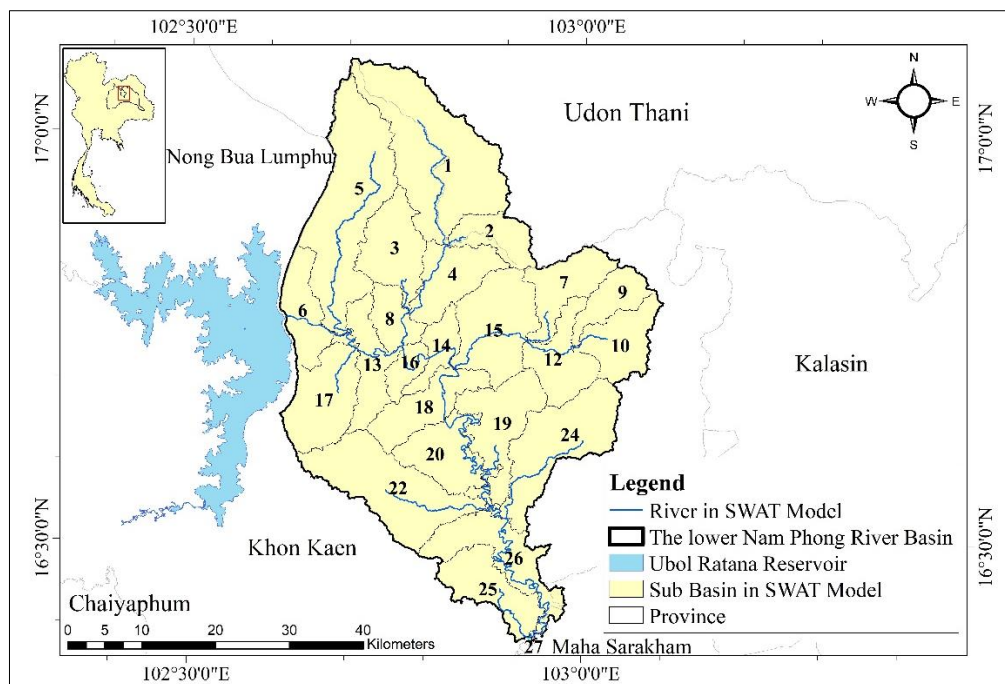 102°30'0"E
103°0'0"E
17°0'0"N
17°0'0"N
N
W
E
S
Udon Thani
Nong Bua Lumphu
1
5
2
3
4
7
9
6
8
15
10
14
12
13
16
Kalasin
17
18
19
24
20
22
Legend
River in SWAT Model
The lower Nam Phong River Basin
Ubol Ratana Reservoir
Sub Basin in SWAT Model
Province
16°30'0"N
16°30'0"N
Khon Kaen
26
25
Chaiyaphum
0 5 10 20 30 40
Kilometers
27 Maha Sarakham
102°30'0"E
103°0'0"E